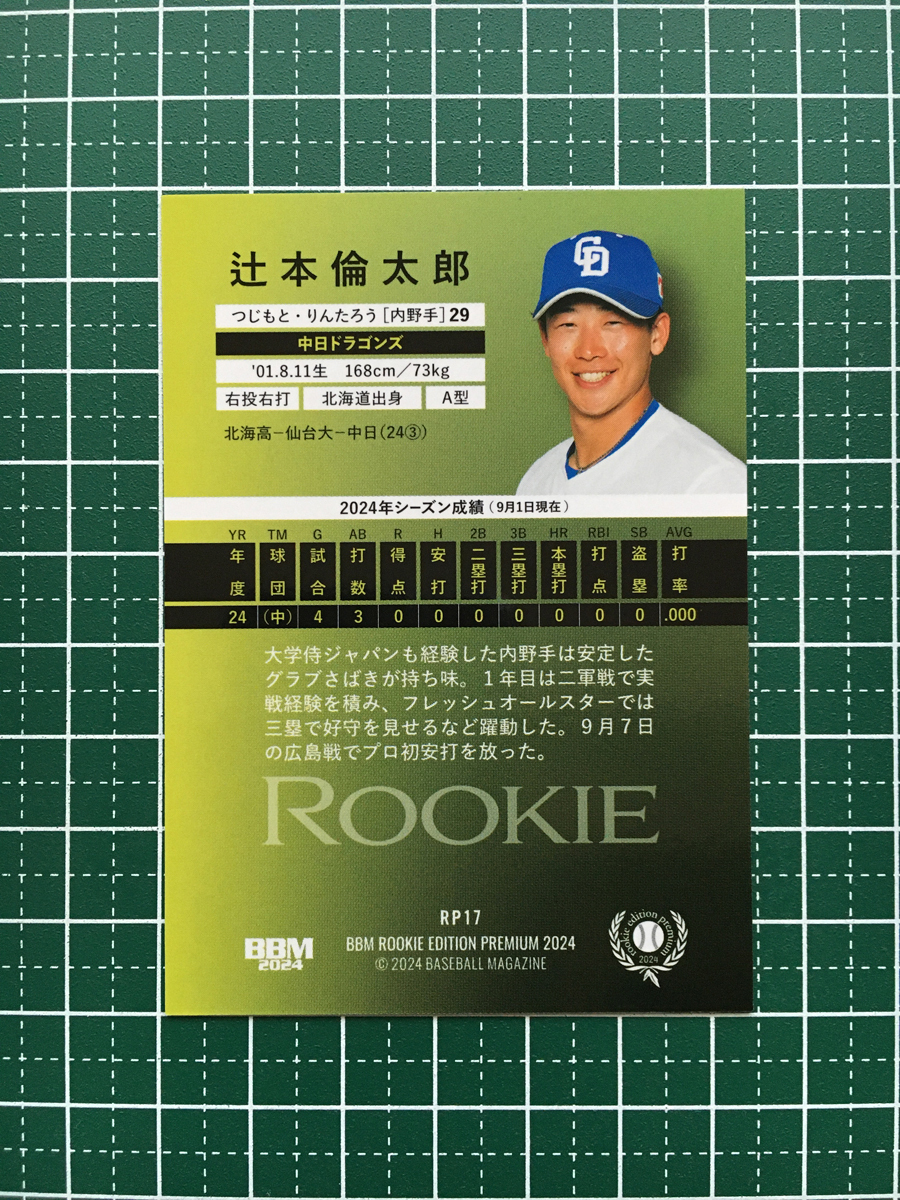 辻本倫太郎
つじもと・りんたろう[内野手]29
中日ドラゴンズ
'01.8.11生 168cm/73kg
右投右打 北海道出身 A型
北海高−仙台大−中日(24③)
2024年シーズン成績(9月1日現在)
YR TM G AB R H 2B 3B HR RBI SB AVG
年度 球団 試合 打数 得点 安打 二塁打 三塁打 本塁打 打点 盗塁 打率
24 (中) 4 3 0 0 0 0 0 0 0 .000
大学侍ジャパンも経験した内野手は安定した
グラブさばきが持ち味。1年目は二軍戦で実
戦経験を積み、フレッシュオールスターでは
三塁で好守を見せるなど躍動した。9月7日
の広島戦でプロ初安打を放った。
ROOKIE
RP17
BBM ROOKIE EDITION PREMIUM 2024
© 2024 BASEBALL MAGAZINE
BBM
2024
rookie edition premium
2024
CD